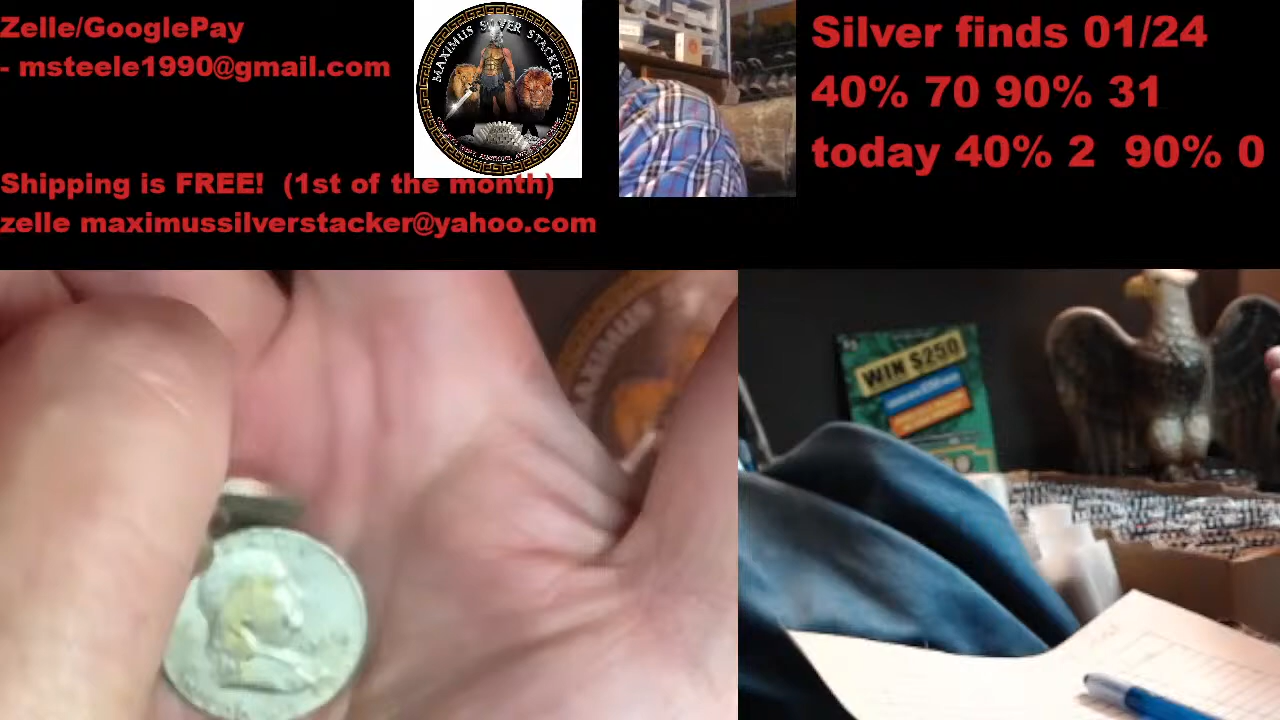 Zelle/GooglePay
- msteele1990@gmail.com
Shipping is FREE!  (1st of the month)
zelle maximussilverstacker@yahoo.com
MAXIMUS SILVER STACKER
Silver finds 01/24
40% 70 90% 31
today 40% 2  90% 0
MAXIMUS
WIN $250